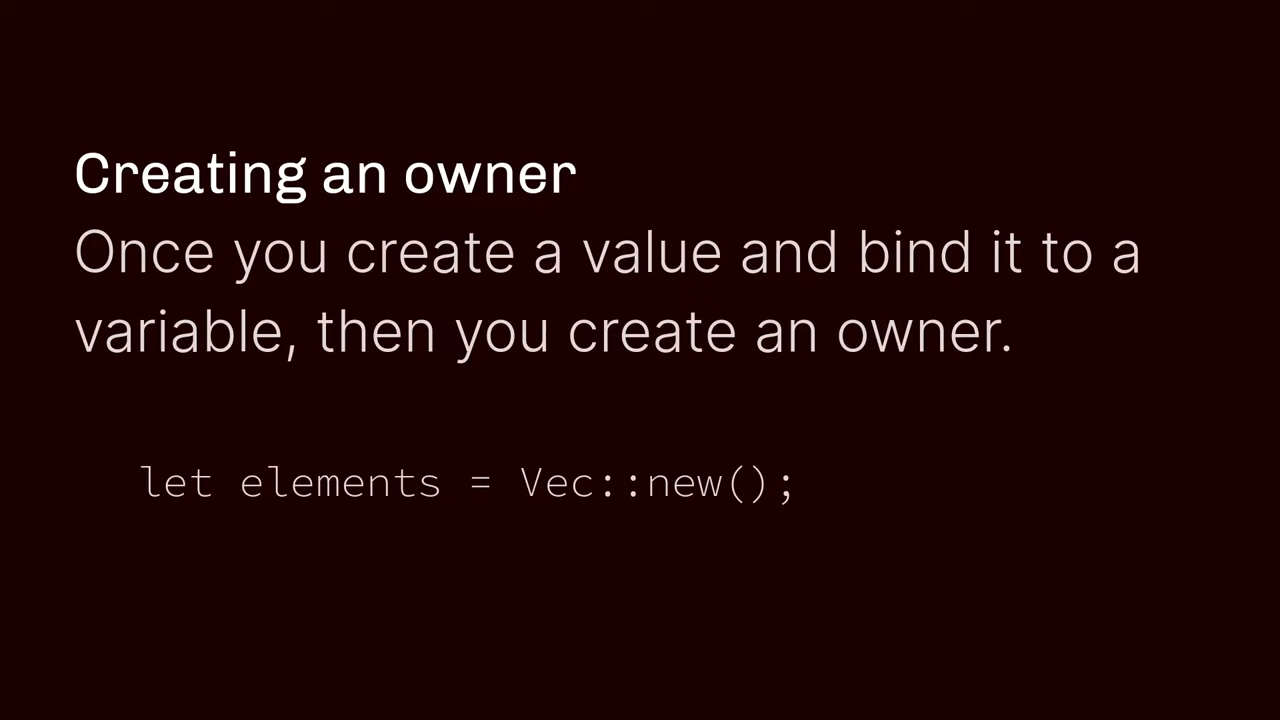 Creating an owner
Once you create a value and bind it to a
variable, then you create an owner.
let elements = Vec::new();